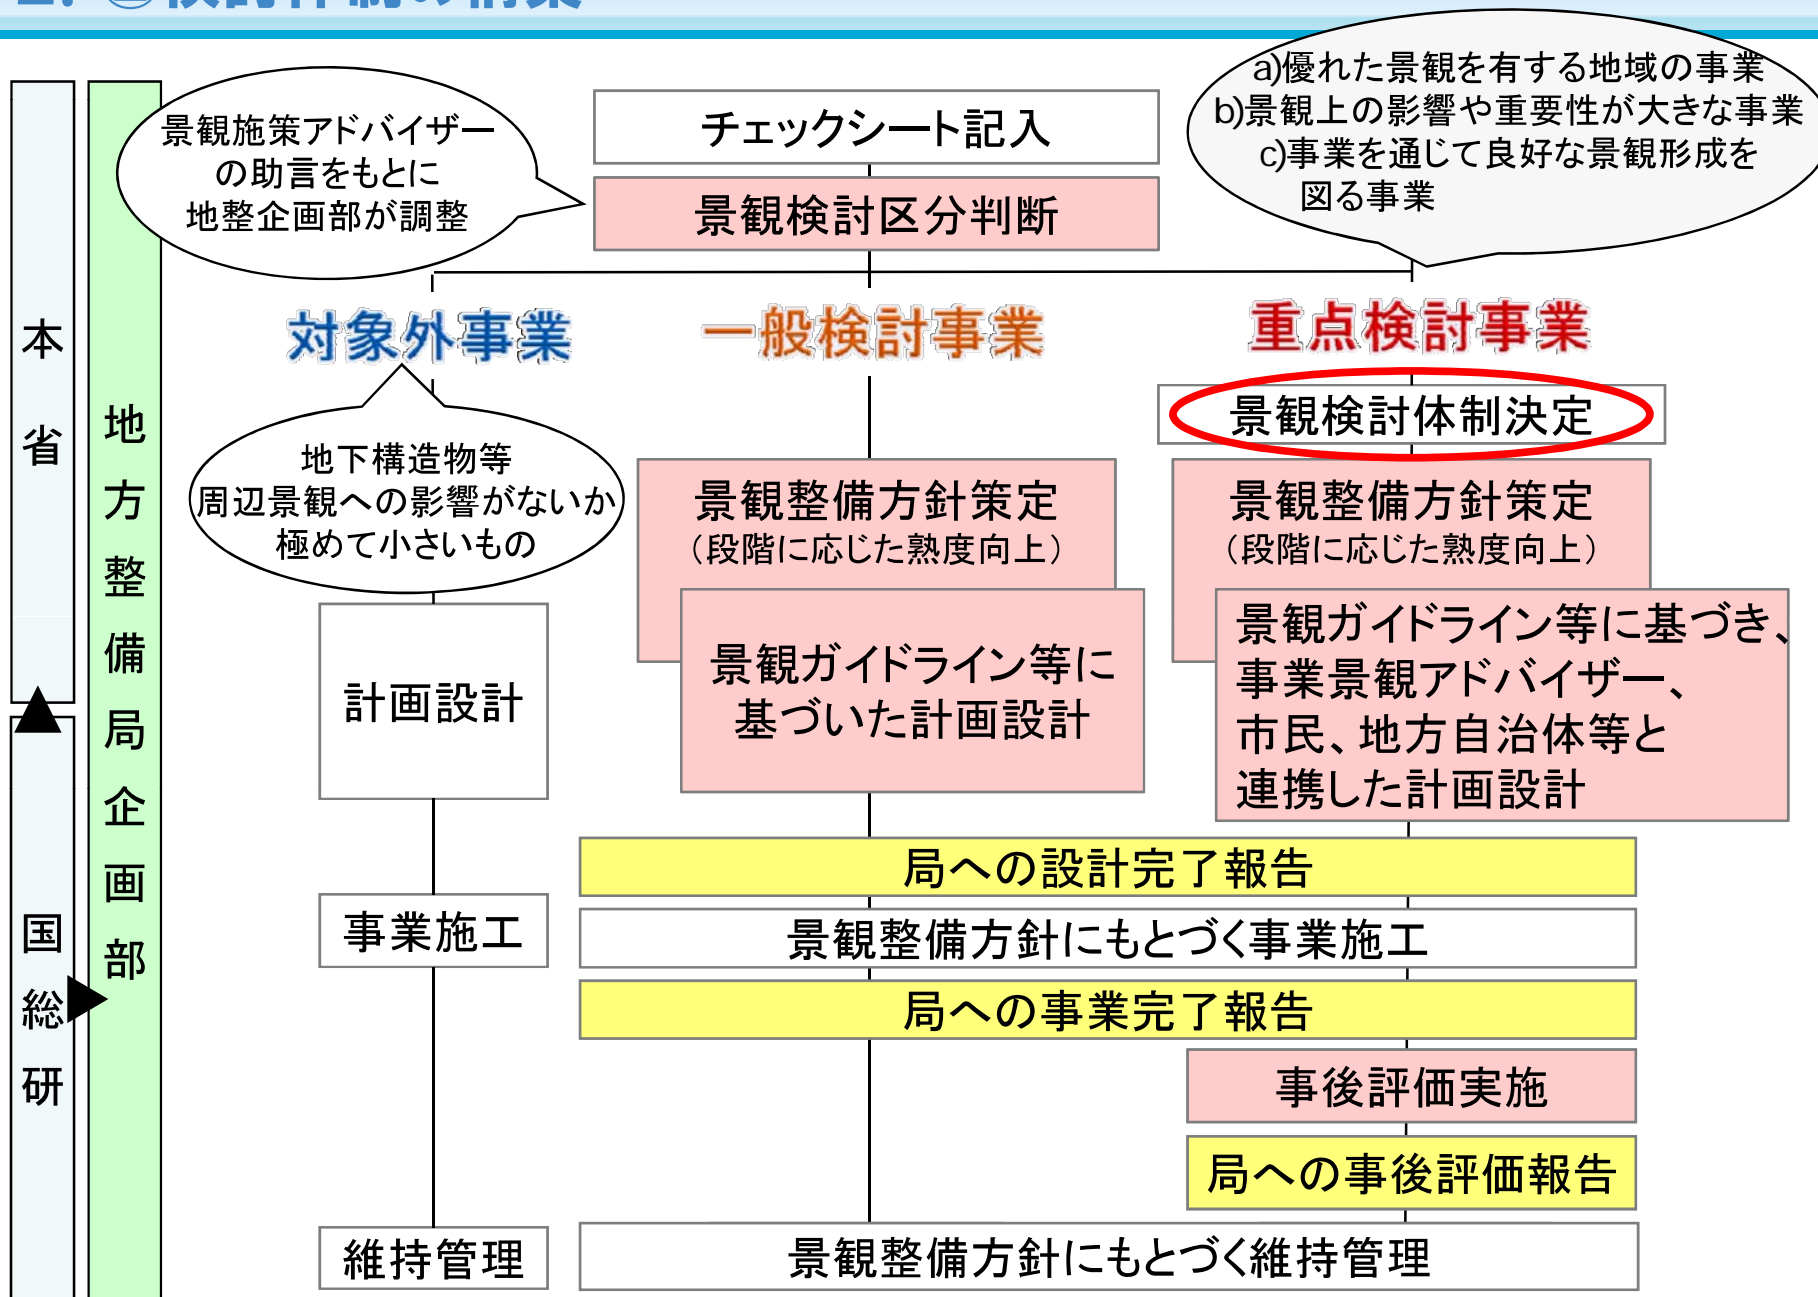 検討体制の構築
本省
国総研
地方整備局企画部
景観施策アドバイザー
の助言をもとに
地整企画部が調整
チェックシート記入
景観検討区分判断
a)優れた景観を有する地域の事業
b)景観上の影響や重要性が大きな事業
c)事業を通じて良好な景観形成を
図る事業
対象外事業
一般検討事業
重点検討事業
地下構造物等
周辺景観への影響がないか
極めて小さいもの
景観検討体制決定
景観整備方針策定
（段階に応じた熟度向上）
景観整備方針策定
（段階に応じた熟度向上）
計画設計
景観ガイドライン等に
基づいた計画設計
景観ガイドライン等に基づき、
事業景観アドバイザー、
市民、地方自治体等と
連携した計画設計
局への設計完了報告
事業施工
景観整備方針にもとづく事業施工
局への事業完了報告
事後評価実施
局への事後評価報告
維持管理
景観整備方針にもとづく維持管理